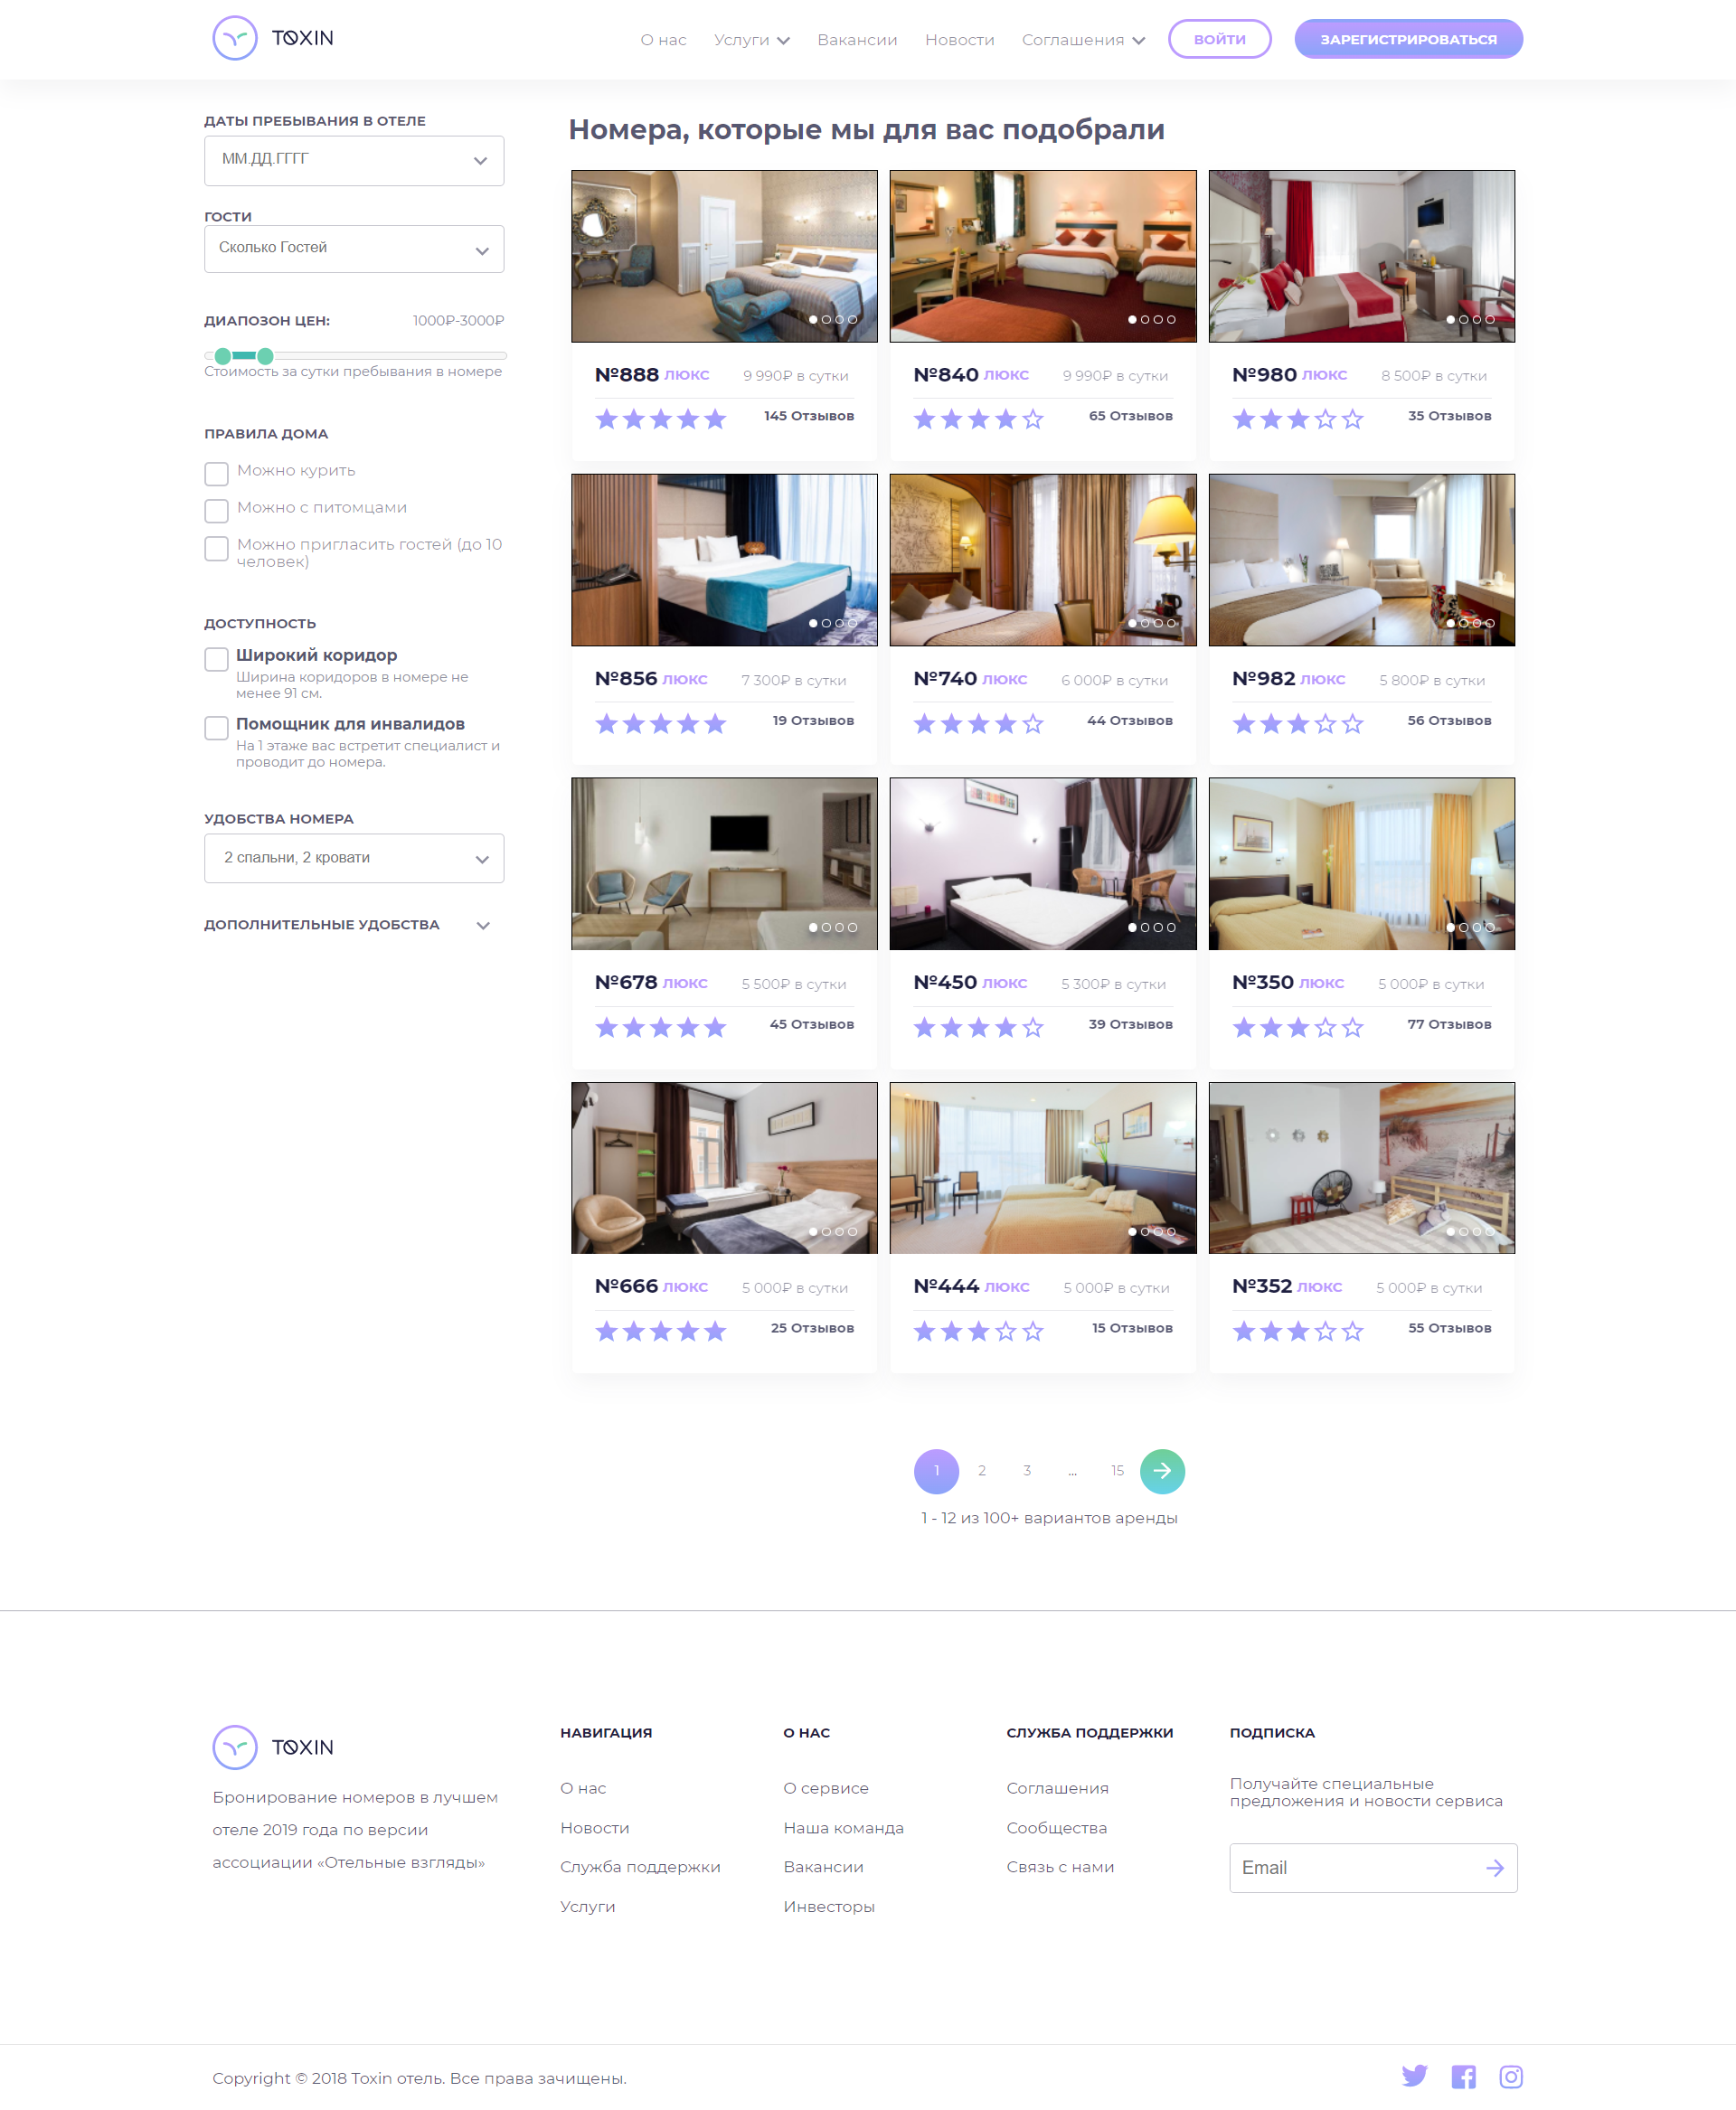 TOXIN
О нас
Услуги
Вакансии
Новости
Соглашения
ВОЙТИ
ЗАРЕГИСТРИРОВАТЬСЯ
ДАТЫ ПРЕБЫВАНИЯ В ОТЕЛЕ
ММ.ДД.ГГГГ
ГОСТИ
Сколько Гостей
ДИАПОЗОН ЦЕН:
1000₽-3000₽
Стоимость за сутки пребывания в номере
ПРАВИЛА ДОМА
Можно курить
Можно с питомцами
Можно пригласить гостей (до 10
человек)
ДОСТУПНОСТЬ
Широкий коридор
Ширина коридоров в номере не
менее 91 см.
Помощник для инвалидов
На 1 этаже вас встретит специалист и
проводит до номера.
УДОБСТВА НОМЕРА
2 спальни, 2 кровати
ДОПОЛНИТЕЛЬНЫЕ УДОБСТВА
Номера, которые мы для вас подобрали
№888 ЛЮКС 9 990₽ в сутки
145 Отзывов
№840 ЛЮКС 9 990₽ в сутки
65 Отзывов
№980 ЛЮКС 8 500₽ в сутки
35 Отзывов
№856 ЛЮКС 7 300₽ в сутки
19 Отзывов
№740 ЛЮКС 6 000₽ в сутки
44 Отзывов
№982 ЛЮКС 5 800₽ в сутки
56 Отзывов
№678 ЛЮКС 5 500₽ в сутки
45 Отзывов
№450 ЛЮКС 5 300₽ в сутки
39 Отзывов
№350 ЛЮКС 5 000₽ в сутки
77 Отзывов
№666 ЛЮКС 5 000₽ в сутки
25 Отзывов
№444 ЛЮКС 5 000₽ в сутки
15 Отзывов
№352 ЛЮКС 5 000₽ в сутки
55 Отзывов
1 2 3 ... 15
1 - 12 из 100+ вариантов аренды
TOXIN
Бронирование номеров в лучшем
отеле 2019 года по версии
ассоциации «Отельные взгляды»
НАВИГАЦИЯ
О нас
Новости
Служба поддержки
Услуги
О НАС
О сервисе
Наша команда
Вакансии
Инвесторы
СЛУЖБА ПОДДЕРЖКИ
Соглашения
Сообщества
Связь с нами
ПОДПИСКА
Получайте специальные
предложения и новости сервиса
Email
Copyright © 2018 Toxin отель. Все права зачищены.